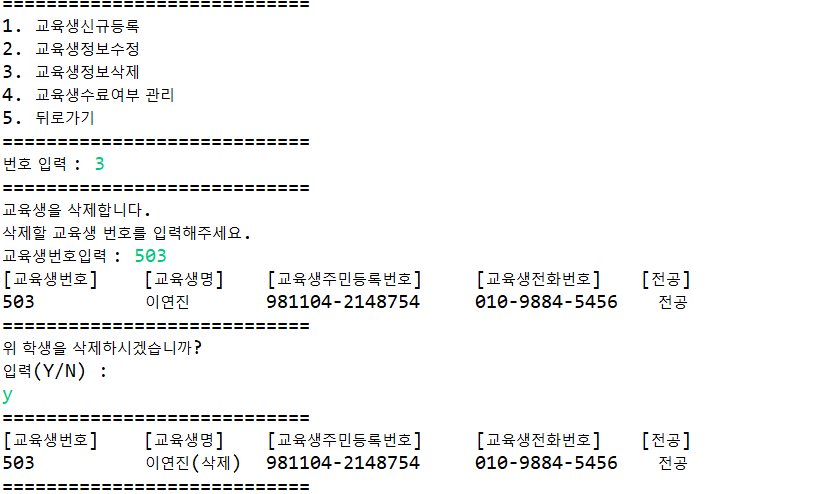 ============================
1. 교육생신규등록
2. 교육생정보수정
3. 교육생정보삭제
4. 교육생수료여부 관리
5. 뒤로가기
============================
번호 입력 : 3
============================
교육생을 삭제합니다.
삭제할 교육생 번호를 입력해주세요.
교육생번호입력 : 503
[교육생번호] [교육생명] [교육생주민등록번호] [교육생전화번호] [전공]
503 이연진 981104-2148754 010-9884-5456 전공
============================
위 학생을 삭제하시겠습니까?
입력(Y/N) :
y
============================
[교육생번호] [교육생명] [교육생주민등록번호] [교육생전화번호] [전공]
503 이연진(삭제) 981104-2148754 010-9884-5456 전공
============================